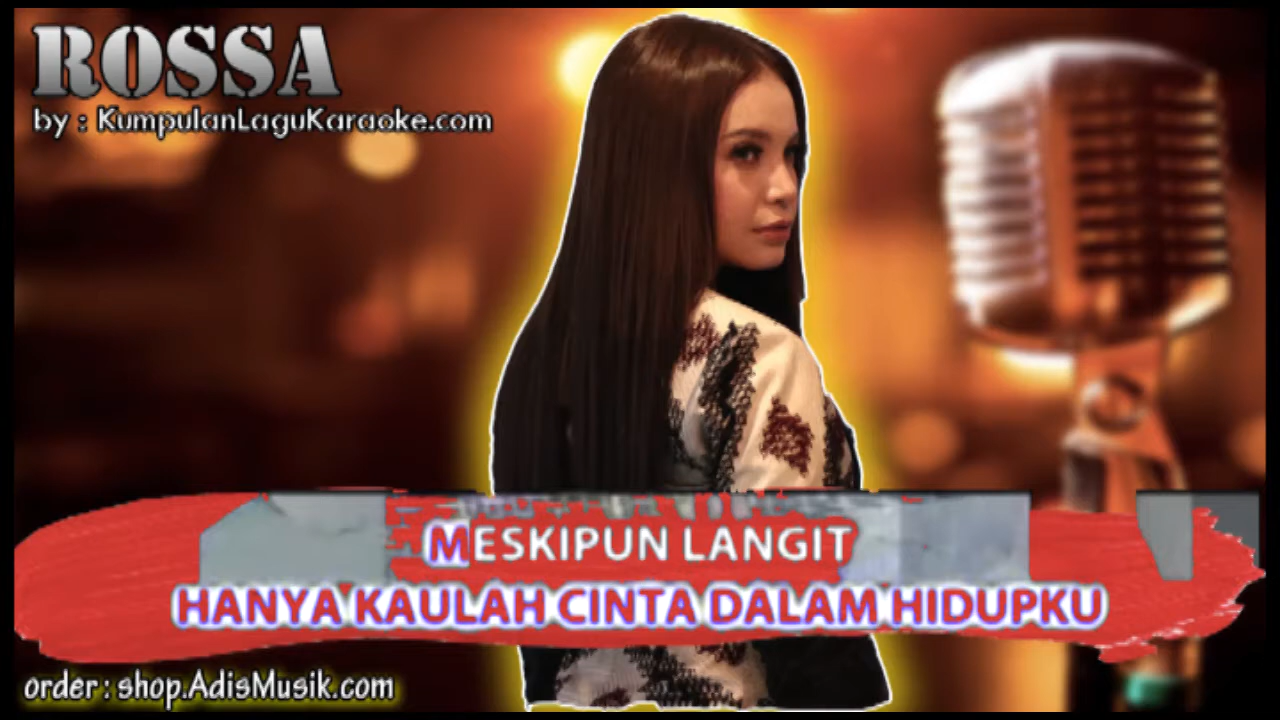 ROSSA
by : KumpulanLaguKaraoke.com
MESKIPUN LANGIT
HANYA KAULAH CINTA DALAM HIDUPKU
order : shop.AdisMusik.com